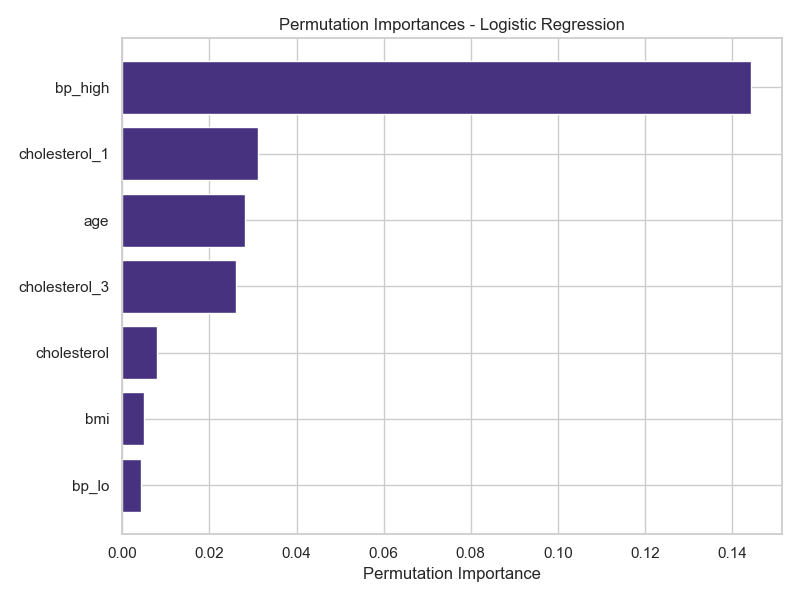 Permutation Importances - Logistic Regression
bp_high
cholesterol_1
age
cholesterol_3
cholesterol
bmi
bp_lo
0.00 0.02 0.04 0.06 0.08 0.10 0.12 0.14
Permutation Importance